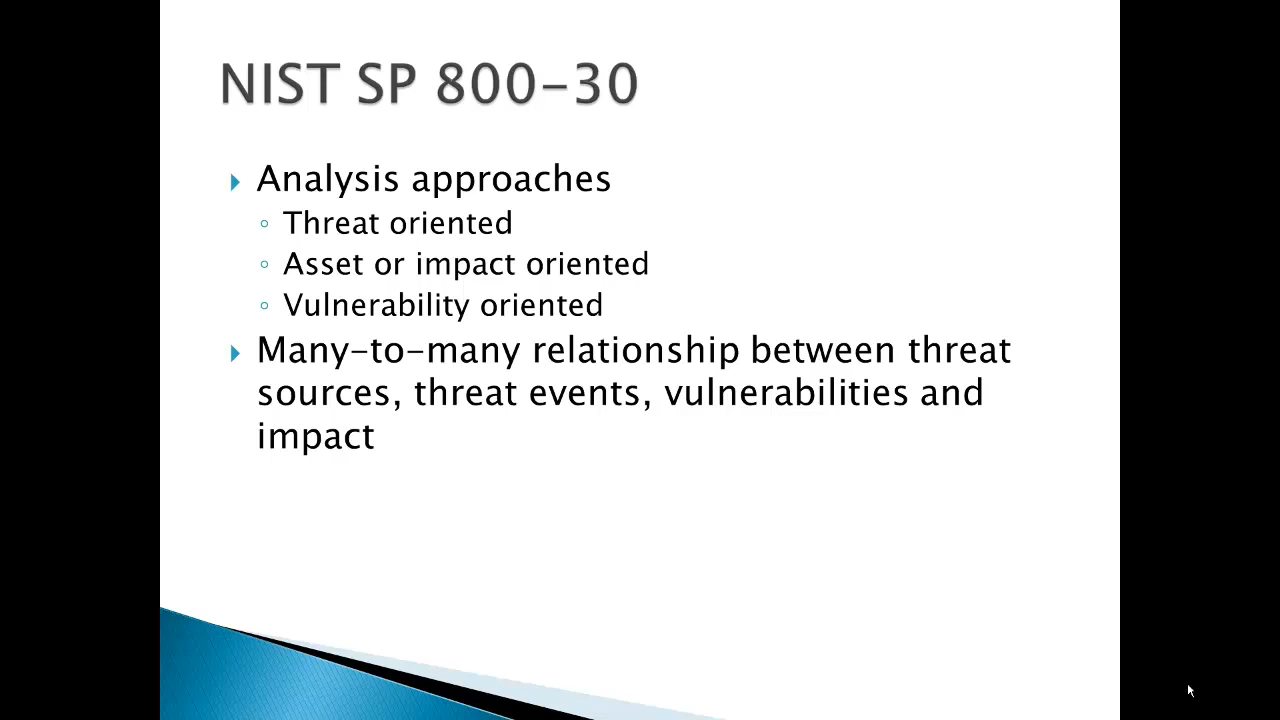 NIST SP 800-30
Analysis approaches
Threat oriented
Asset or impact oriented
Vulnerability oriented
Many-to-many relationship between threat
sources, threat events, vulnerabilities and
impact